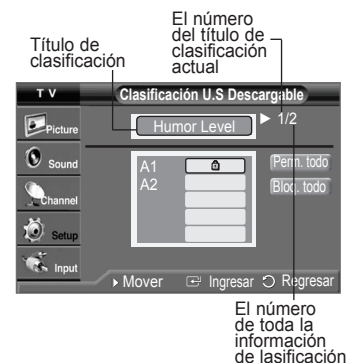 El número
del título de
clasificación
actual
Título de
clasificación
T V
Clasificación U.S Descargable
Picture
Humor Level
1/2
Sound
A1
Perm. todo
A2
Bloq. todo
Channel
Setup
Input
Mover
Ingresar
Regresar
El número
de toda la
información
de lasificación